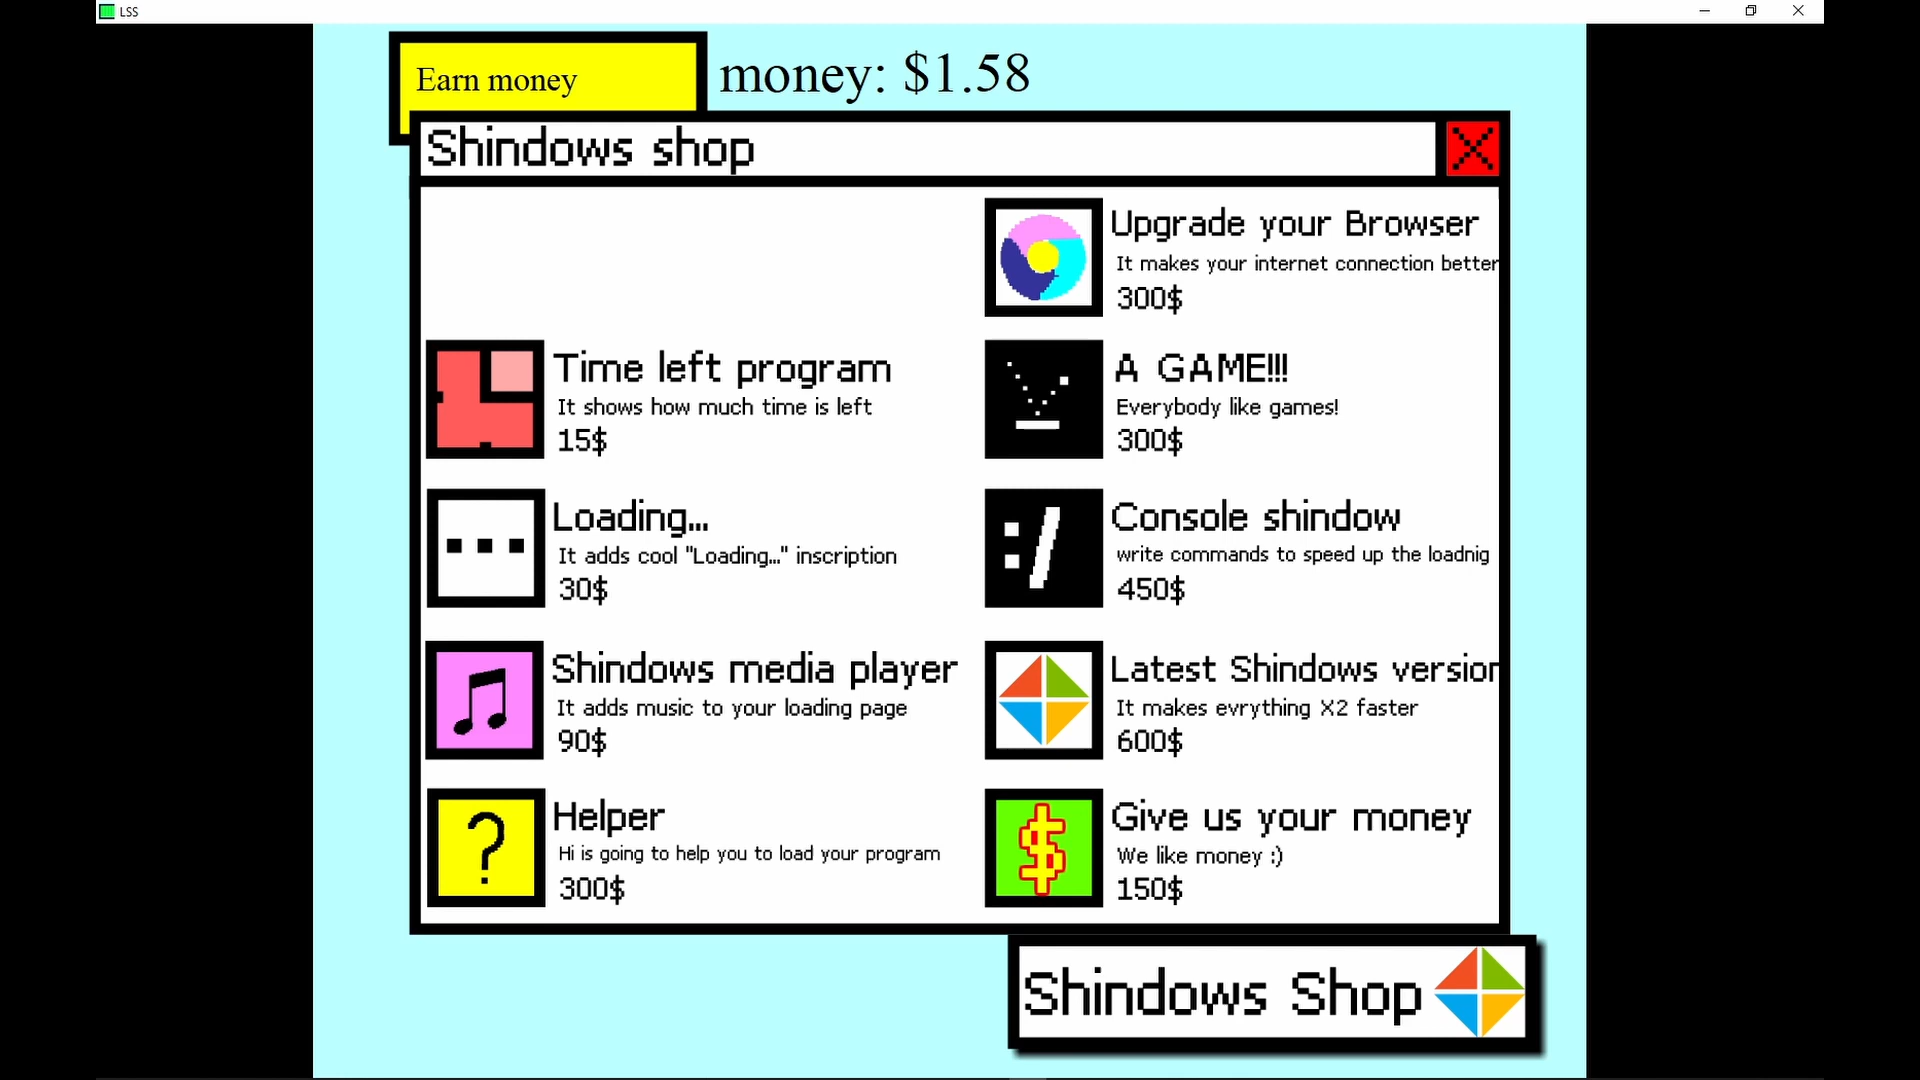 LSS
Earn money
money: $1.58
Shindows shop
Upgrade your Browser
It makes your internet connection better
300$
Time left program
It shows how much time is left
15$
A GAME!!!
Everybody like games!
300$
Loading...
It adds cool "Loading..." inscription
30$
Console shindow
write commands to speed up the loadnig
450$
Shindows media player
It adds music to your loading page
90$
Latest Shindows version
It makes evrything X2 faster
600$
Helper
Hi is going to help you to load your program
300$
Give us your money
We like money :)
150$
Shindows Shop